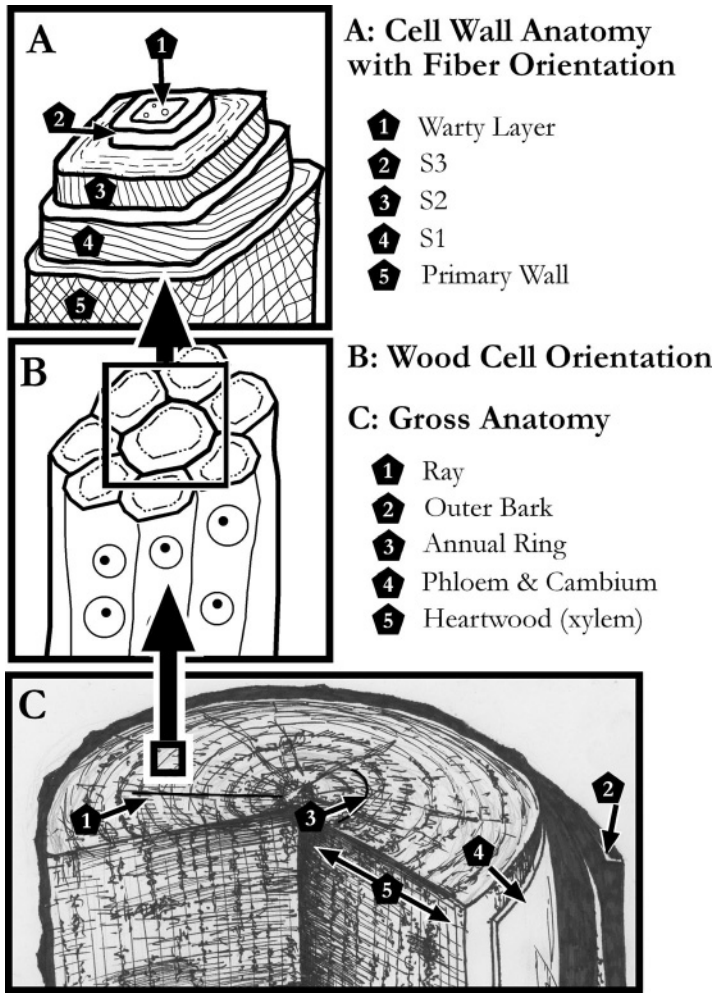 A
1
2
3
4
5
A: Cell Wall Anatomy
with Fiber Orientation
1 Warty Layer
2 S3
3 S2
4 S1
5 Primary Wall
B
B: Wood Cell Orientation
C: Gross Anatomy
1 Ray
2 Outer Bark
3 Annual Ring
4 Phloem & Cambium
5 Heartwood (xylem)
C
1
3
2
4
5